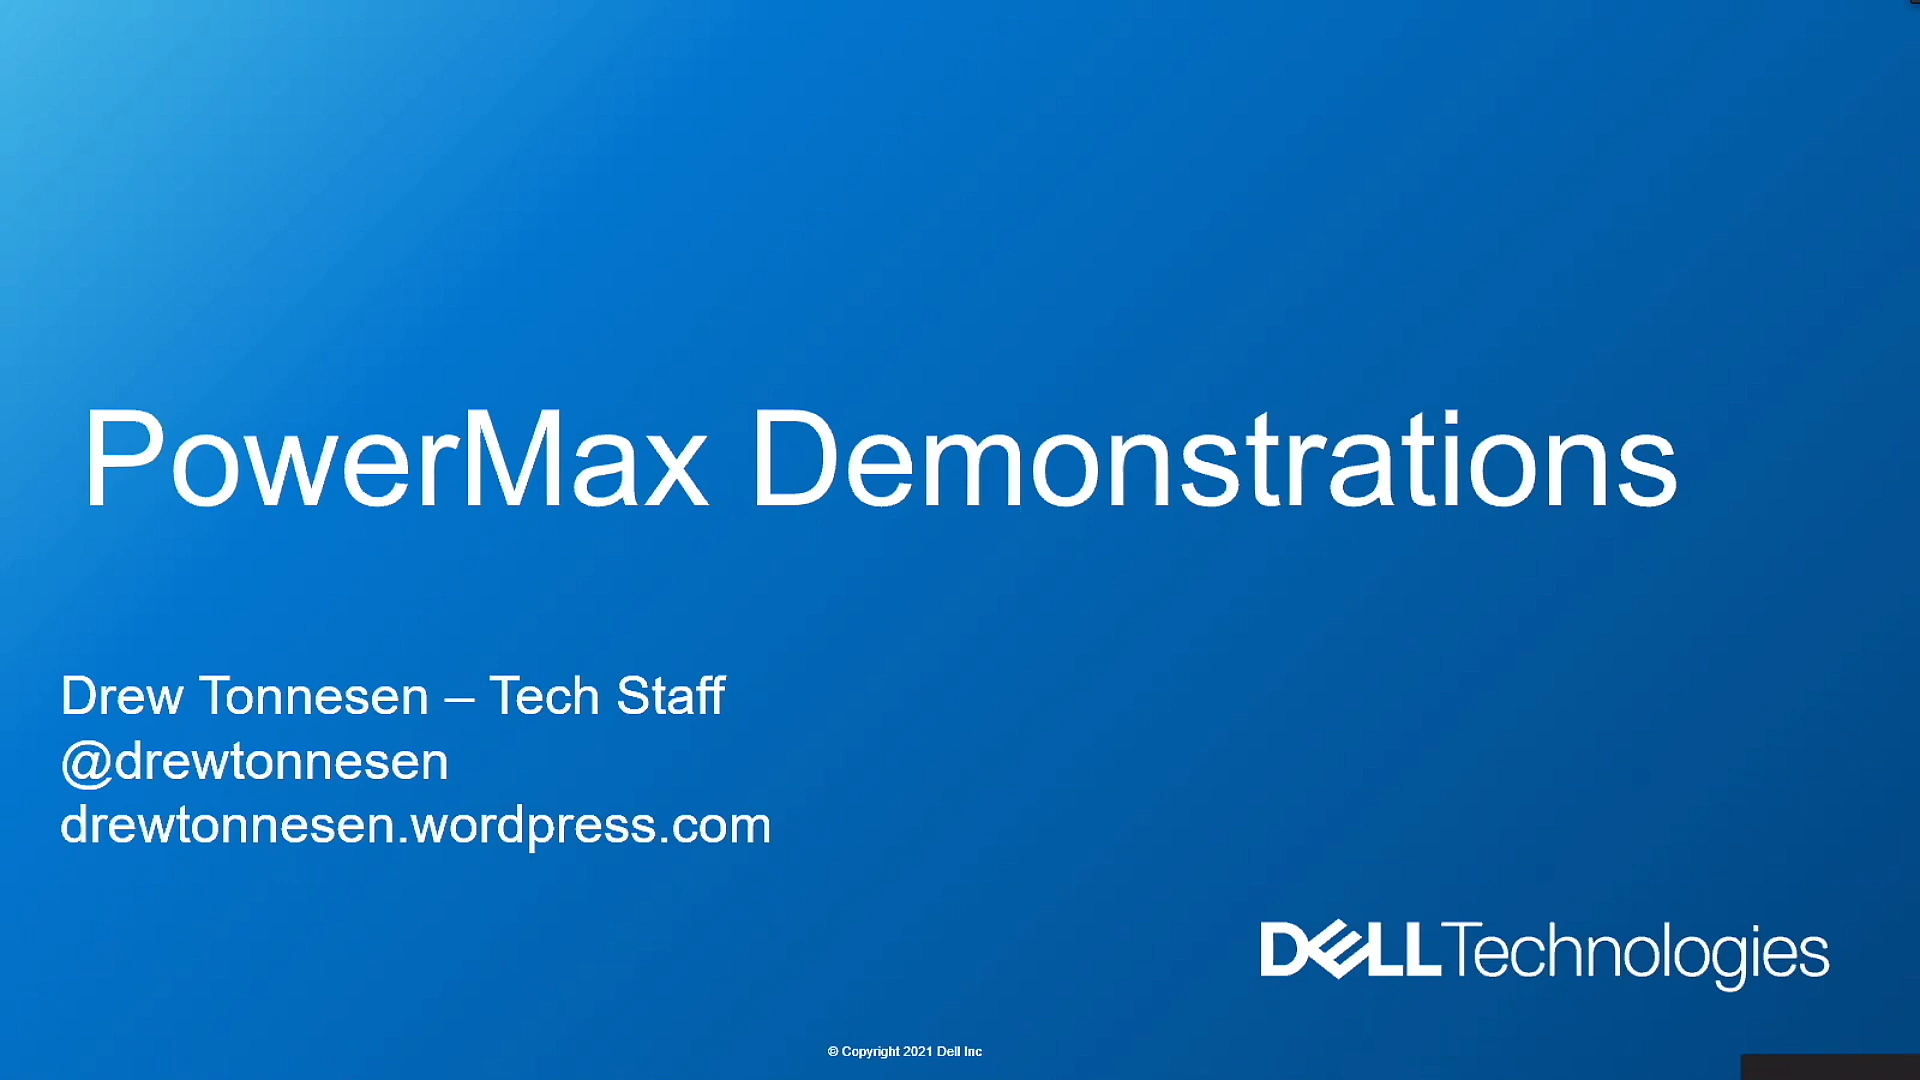 PowerMax Demonstrations
Drew Tonnesen – Tech Staff
@drewtonnesen
drewtonnesen.wordpress.com
DELL Technologies
© Copyright 2021 Dell Inc